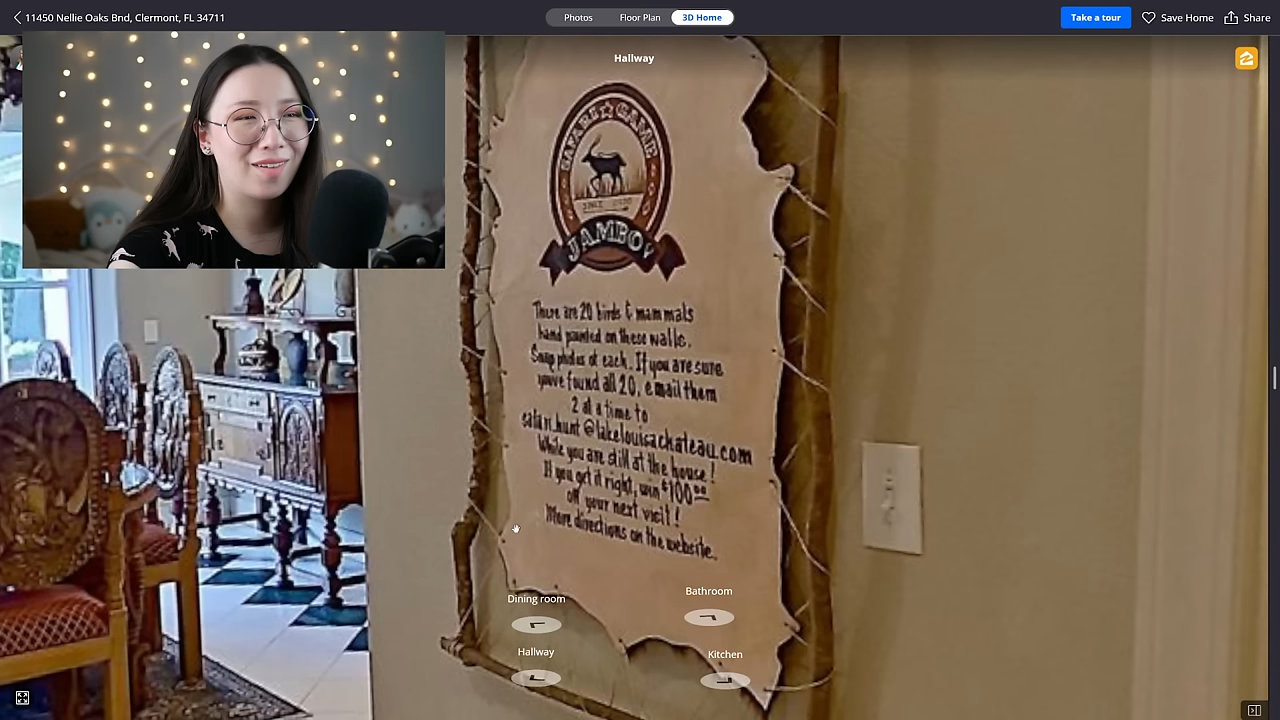 11450 Nellie Oaks Bnd, Clermont, FL 34711
Photos
Floor Plan
3D Home
Take a tour
Save Home
Share
Hallway
SAFARI GAME
SINCE
JAMBO!
There are 20 birds & mammals
hand painted on these walls.
Snap photos of each. If you are sure
you've found all 20, email them
2 at a time to
safari.hunt@lakelouisachateau.com
While you are still at the house!
If you get it right, win $100.00
off your next visit!
More directions on the website.
Dining room
Bathroom
Hallway
Kitchen